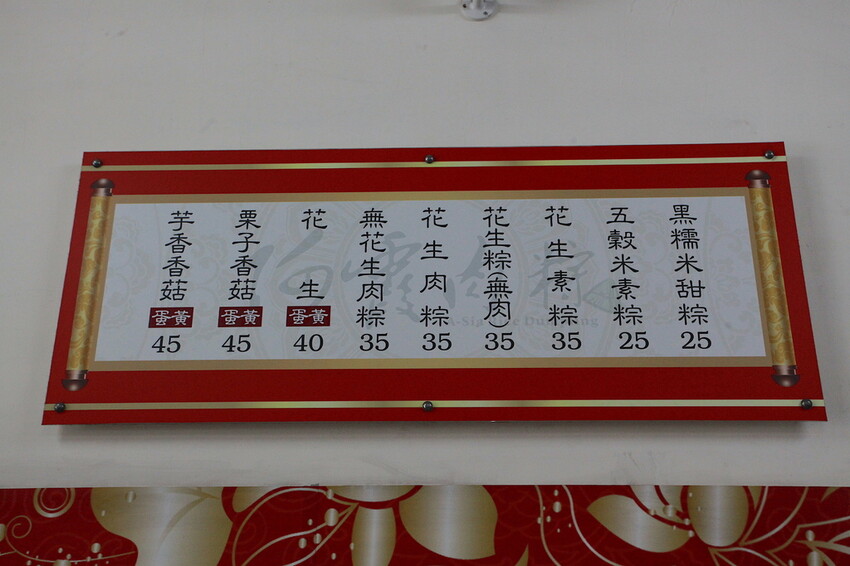 黑糯米甜粽 25
五穀米素粽 25
花生素粽 35
花生粽(無肉) 35
花生肉粽 35
無花生肉粽 35
花生 蛋黃 40
栗子香菇 蛋黃 45
芋香香菇 蛋黃 45